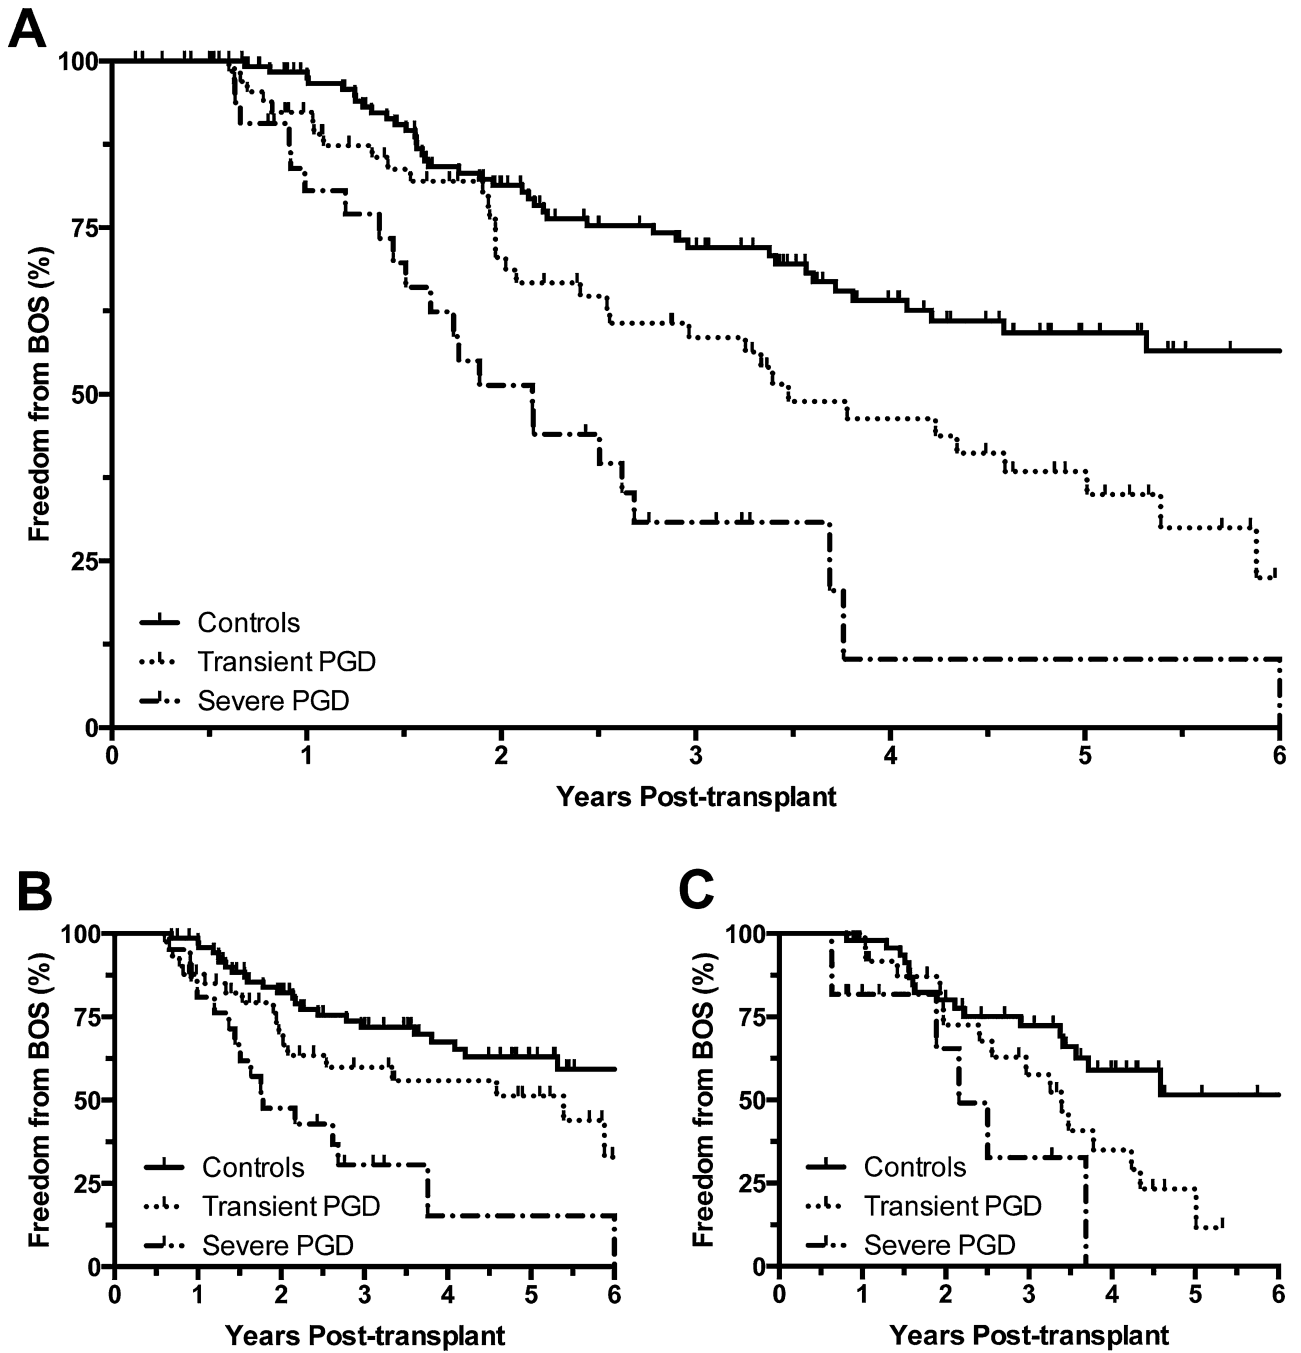 A
Freedom from BOS (%)
100
75
50
25
0
Controls
Transient PGD
Severe PGD
0 1 2 3 4 5 6
Years Post-transplant
B
Freedom from BOS (%)
100
75
50
25
0
Controls
Transient PGD
Severe PGD
0 1 2 3 4 5 6
Years Post-transplant
C
Freedom from BOS (%)
100
75
50
25
0
Controls
Transient PGD
Severe PGD
0 1 2 3 4 5 6
Years Post-transplant